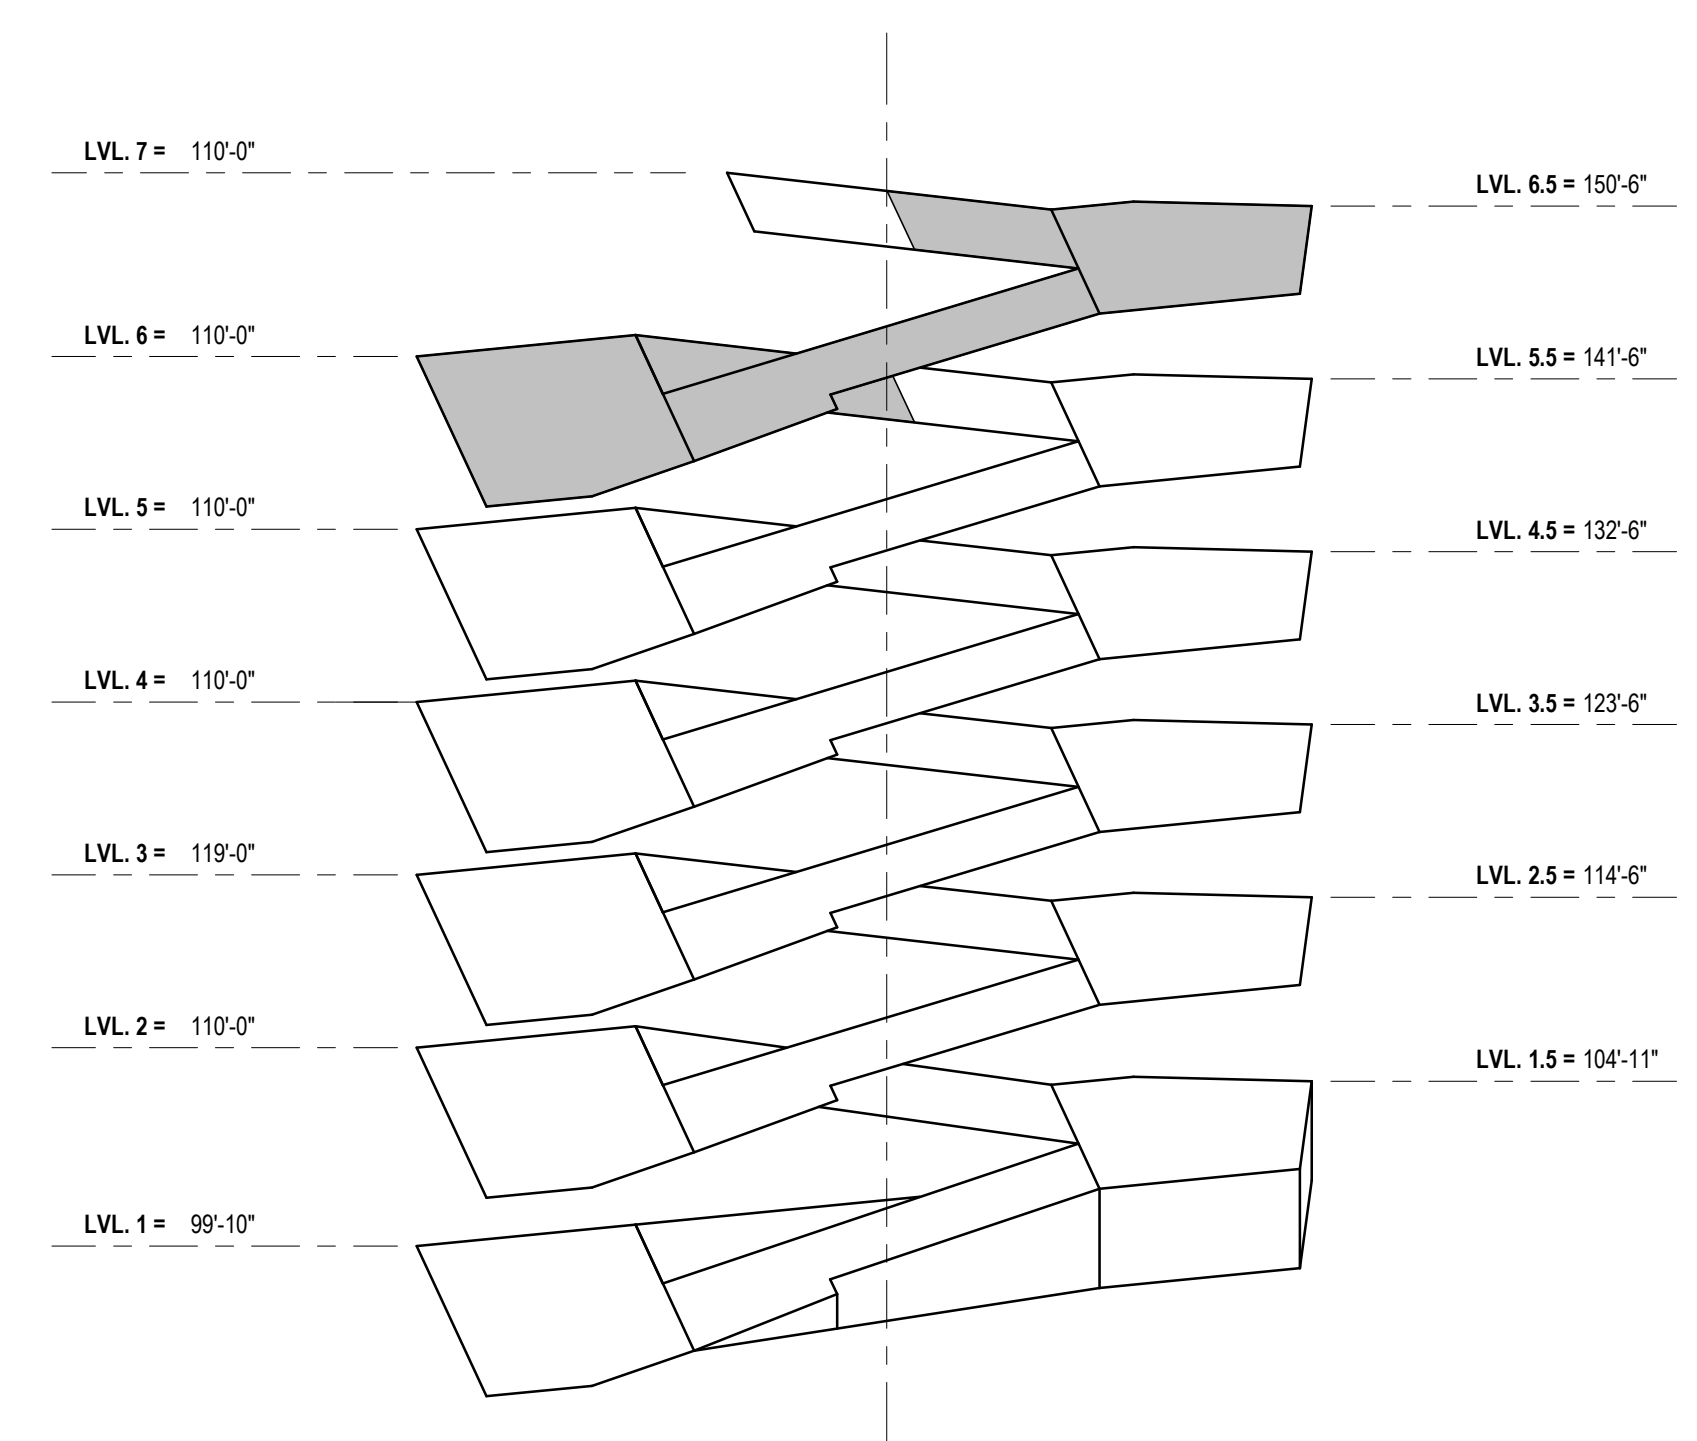 LVL. 7 = 110'-0"
LVL. 6.5 = 150'-6"
LVL. 6 = 110'-0"
LVL. 5.5 = 141'-6"
LVL. 5 = 110'-0"
LVL. 4.5 = 132'-6"
LVL. 4 = 110'-0"
LVL. 3.5 = 123'-6"
LVL. 3 = 119'-0"
LVL. 2.5 = 114'-6"
LVL. 2 = 110'-0"
LVL. 1.5 = 104'-11"
LVL. 1 = 99'-10"